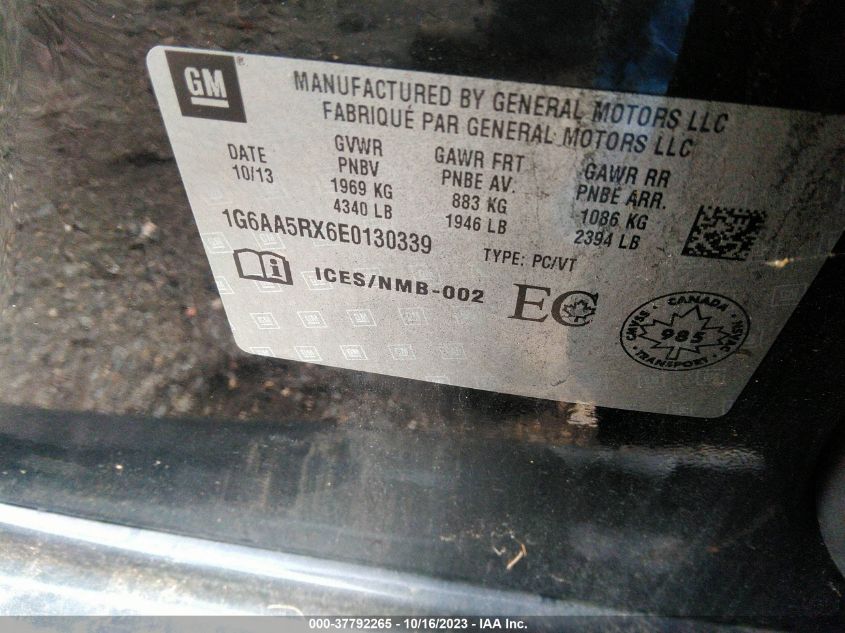 GM
MANUFACTURED BY GENERAL MOTORS LLC
FABRIQUÉ PAR GENERAL MOTORS LLC
DATE
10/13
GVWR
PNBV
1969 KG
4340 LB
GAWR FRT
PNBE AV.
883 KG
1946 LB
GAWR RR
PNBE ARR.
1086 KG
2394 LB
1G6AA5RX6E0130339
TYPE: PC/VT
ICES/NMB-002
EC
CANADA
CMVSS NSVAC
985
TRANSPORT
000-37792265 - 10/16/2023 - IAA Inc.